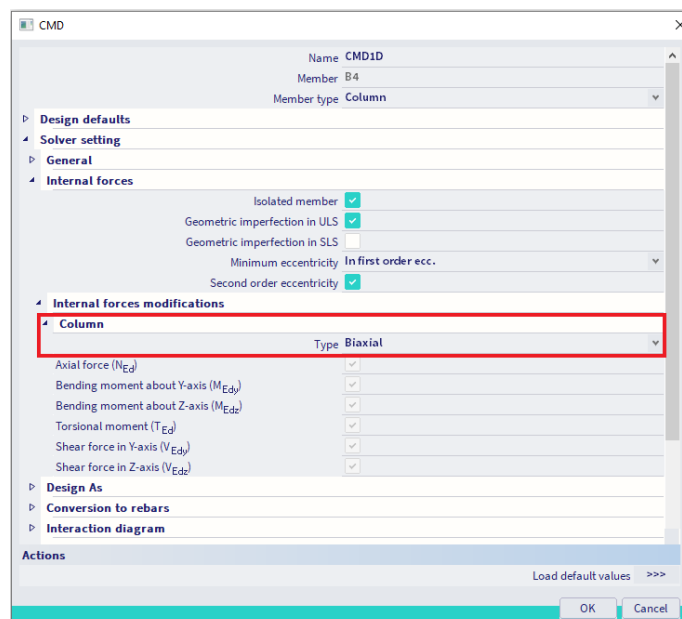 CMD
Name CMD1D
Member B4
Member type Column
Design defaults
Solver setting
General
Internal forces
Isolated member
Geometric imperfection in ULS
Geometric imperfection in SLS
Minimum eccentricity In first order ecc.
Second order eccentricity
Internal forces modifications
Column
Type Biaxial
Axial force (NEd)
Bending moment about Y-axis (MEdy)
Bending moment about Z-axis (MEdz)
Torsional moment (TEd)
Shear force in Y-axis (VEdy)
Shear force in Z-axis (VEdz)
Design As
Conversion to rebars
Interaction diagram
Actions
Load default values >>>
OK Cancel